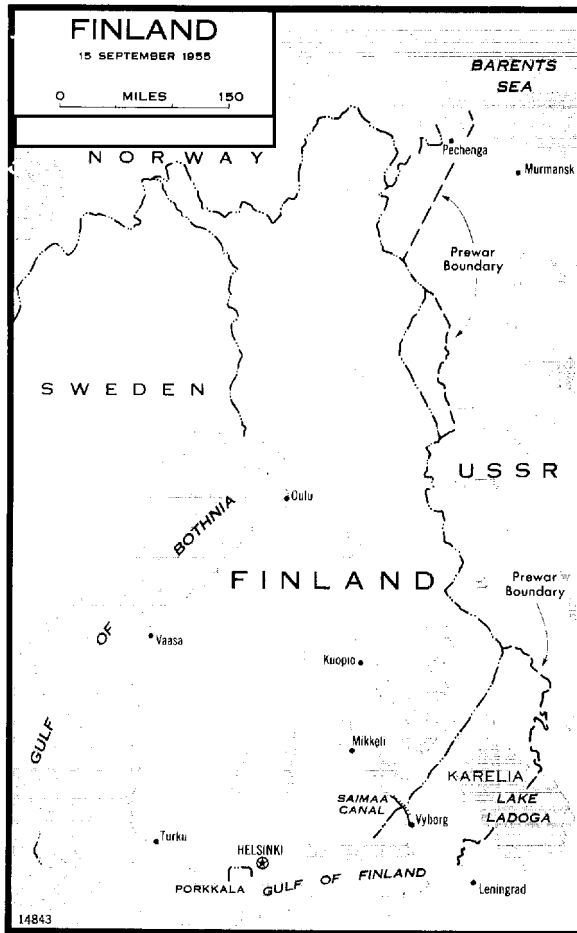 FINLAND
15 SEPTEMBER 1955
0 MILES 150
BARENTS
SEA
NORWAY
Pechenga
Murmansk
Prewar
Boundary
SWEDEN
USSR
Oulu
GULF OF BOTHNIA
FINLAND
Prewar
Boundary
Vaasa
Kuopio
Mikkeli
KARELIA
SAIMAA
CANAL
LAKE
LADOGA
Vyborg
Turku
HELSINKI
PORKKALA
GULF OF FINLAND
Leningrad
14843